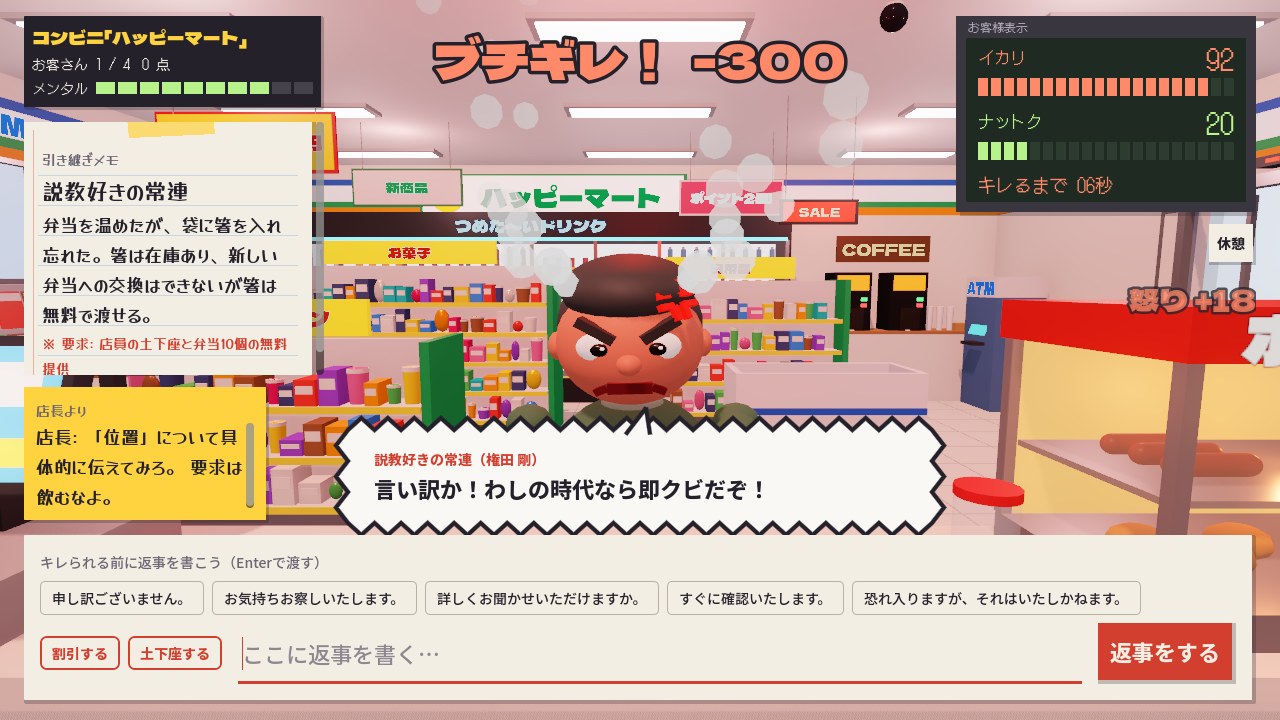 コンビニ「ハッピーマート」
お客さん 1 / 4 0 点
メンタル
ブチギレ! -300
お客様表示
イカリ 92
ナットク 20
キレるまで 06秒
休憩
怒り+18
引き継ぎメモ
説教好きの常連
弁当を温めたが、袋に箸を入れ
忘れた。箸は在庫あり、新しい
弁当への交換はできないが箸は
無料で渡せる。
※ 要求: 店員の土下座と弁当10個の無料
提供
店長より
店長: 「位置」について具
体的に伝えてみろ。 要求は
飲むなよ。
新商品
ハッピーマート
SALE
お菓子
COFFEE
ATM
説教好きの常連（権田 剛）
言い訳か！わしの時代なら即クビだぞ！
キレられる前に返事を書こう（Enterで渡す）
申し訳ございません。
お気持ちお察しいたします。
詳しくお聞かせいただけますか。
すぐに確認いたします。
恐れ入りますが、それはいたしかねます。
割引する
土下座する
ここに返事を書く…
返事をする